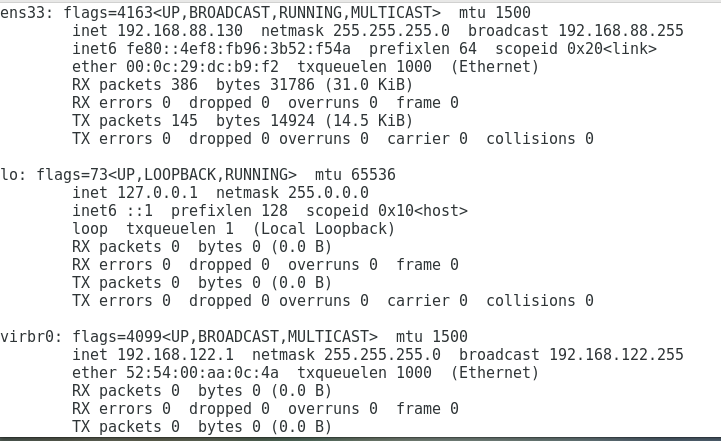 ens33: flags=4163<UP,BROADCAST,RUNNING,MULTICAST>  mtu 1500
        inet 192.168.88.130  netmask 255.255.255.0  broadcast 192.168.88.255
        inet6 fe80::4ef8:fb96:3b52:f54a  prefixlen 64  scopeid 0x20<link>
        ether 00:0c:29:dc:b9:f2  txqueuelen 1000  (Ethernet)
        RX packets 386  bytes 31786 (31.0 KiB)
        RX errors 0  dropped 0  overruns 0  frame 0
        TX packets 145  bytes 14924 (14.5 KiB)
        TX errors 0  dropped 0 overruns 0  carrier 0  collisions 0

lo: flags=73<UP,LOOPBACK,RUNNING>  mtu 65536
        inet 127.0.0.1  netmask 255.0.0.0
        inet6 ::1  prefixlen 128  scopeid 0x10<host>
        loop  txqueuelen 1  (Local Loopback)
        RX packets 0  bytes 0 (0.0 B)
        RX errors 0  dropped 0  overruns 0  frame 0
        TX packets 0  bytes 0 (0.0 B)
        TX errors 0  dropped 0 overruns 0  carrier 0  collisions 0

virbr0: flags=4099<UP,BROADCAST,MULTICAST>  mtu 1500
        inet 192.168.122.1  netmask 255.255.255.0  broadcast 192.168.122.255
        ether 52:54:00:aa:0c:4a  txqueuelen 1000  (Ethernet)
        RX packets 0  bytes 0 (0.0 B)
        RX errors 0  dropped 0  overruns 0  frame 0
        TX packets 0  bytes 0 (0.0 B)